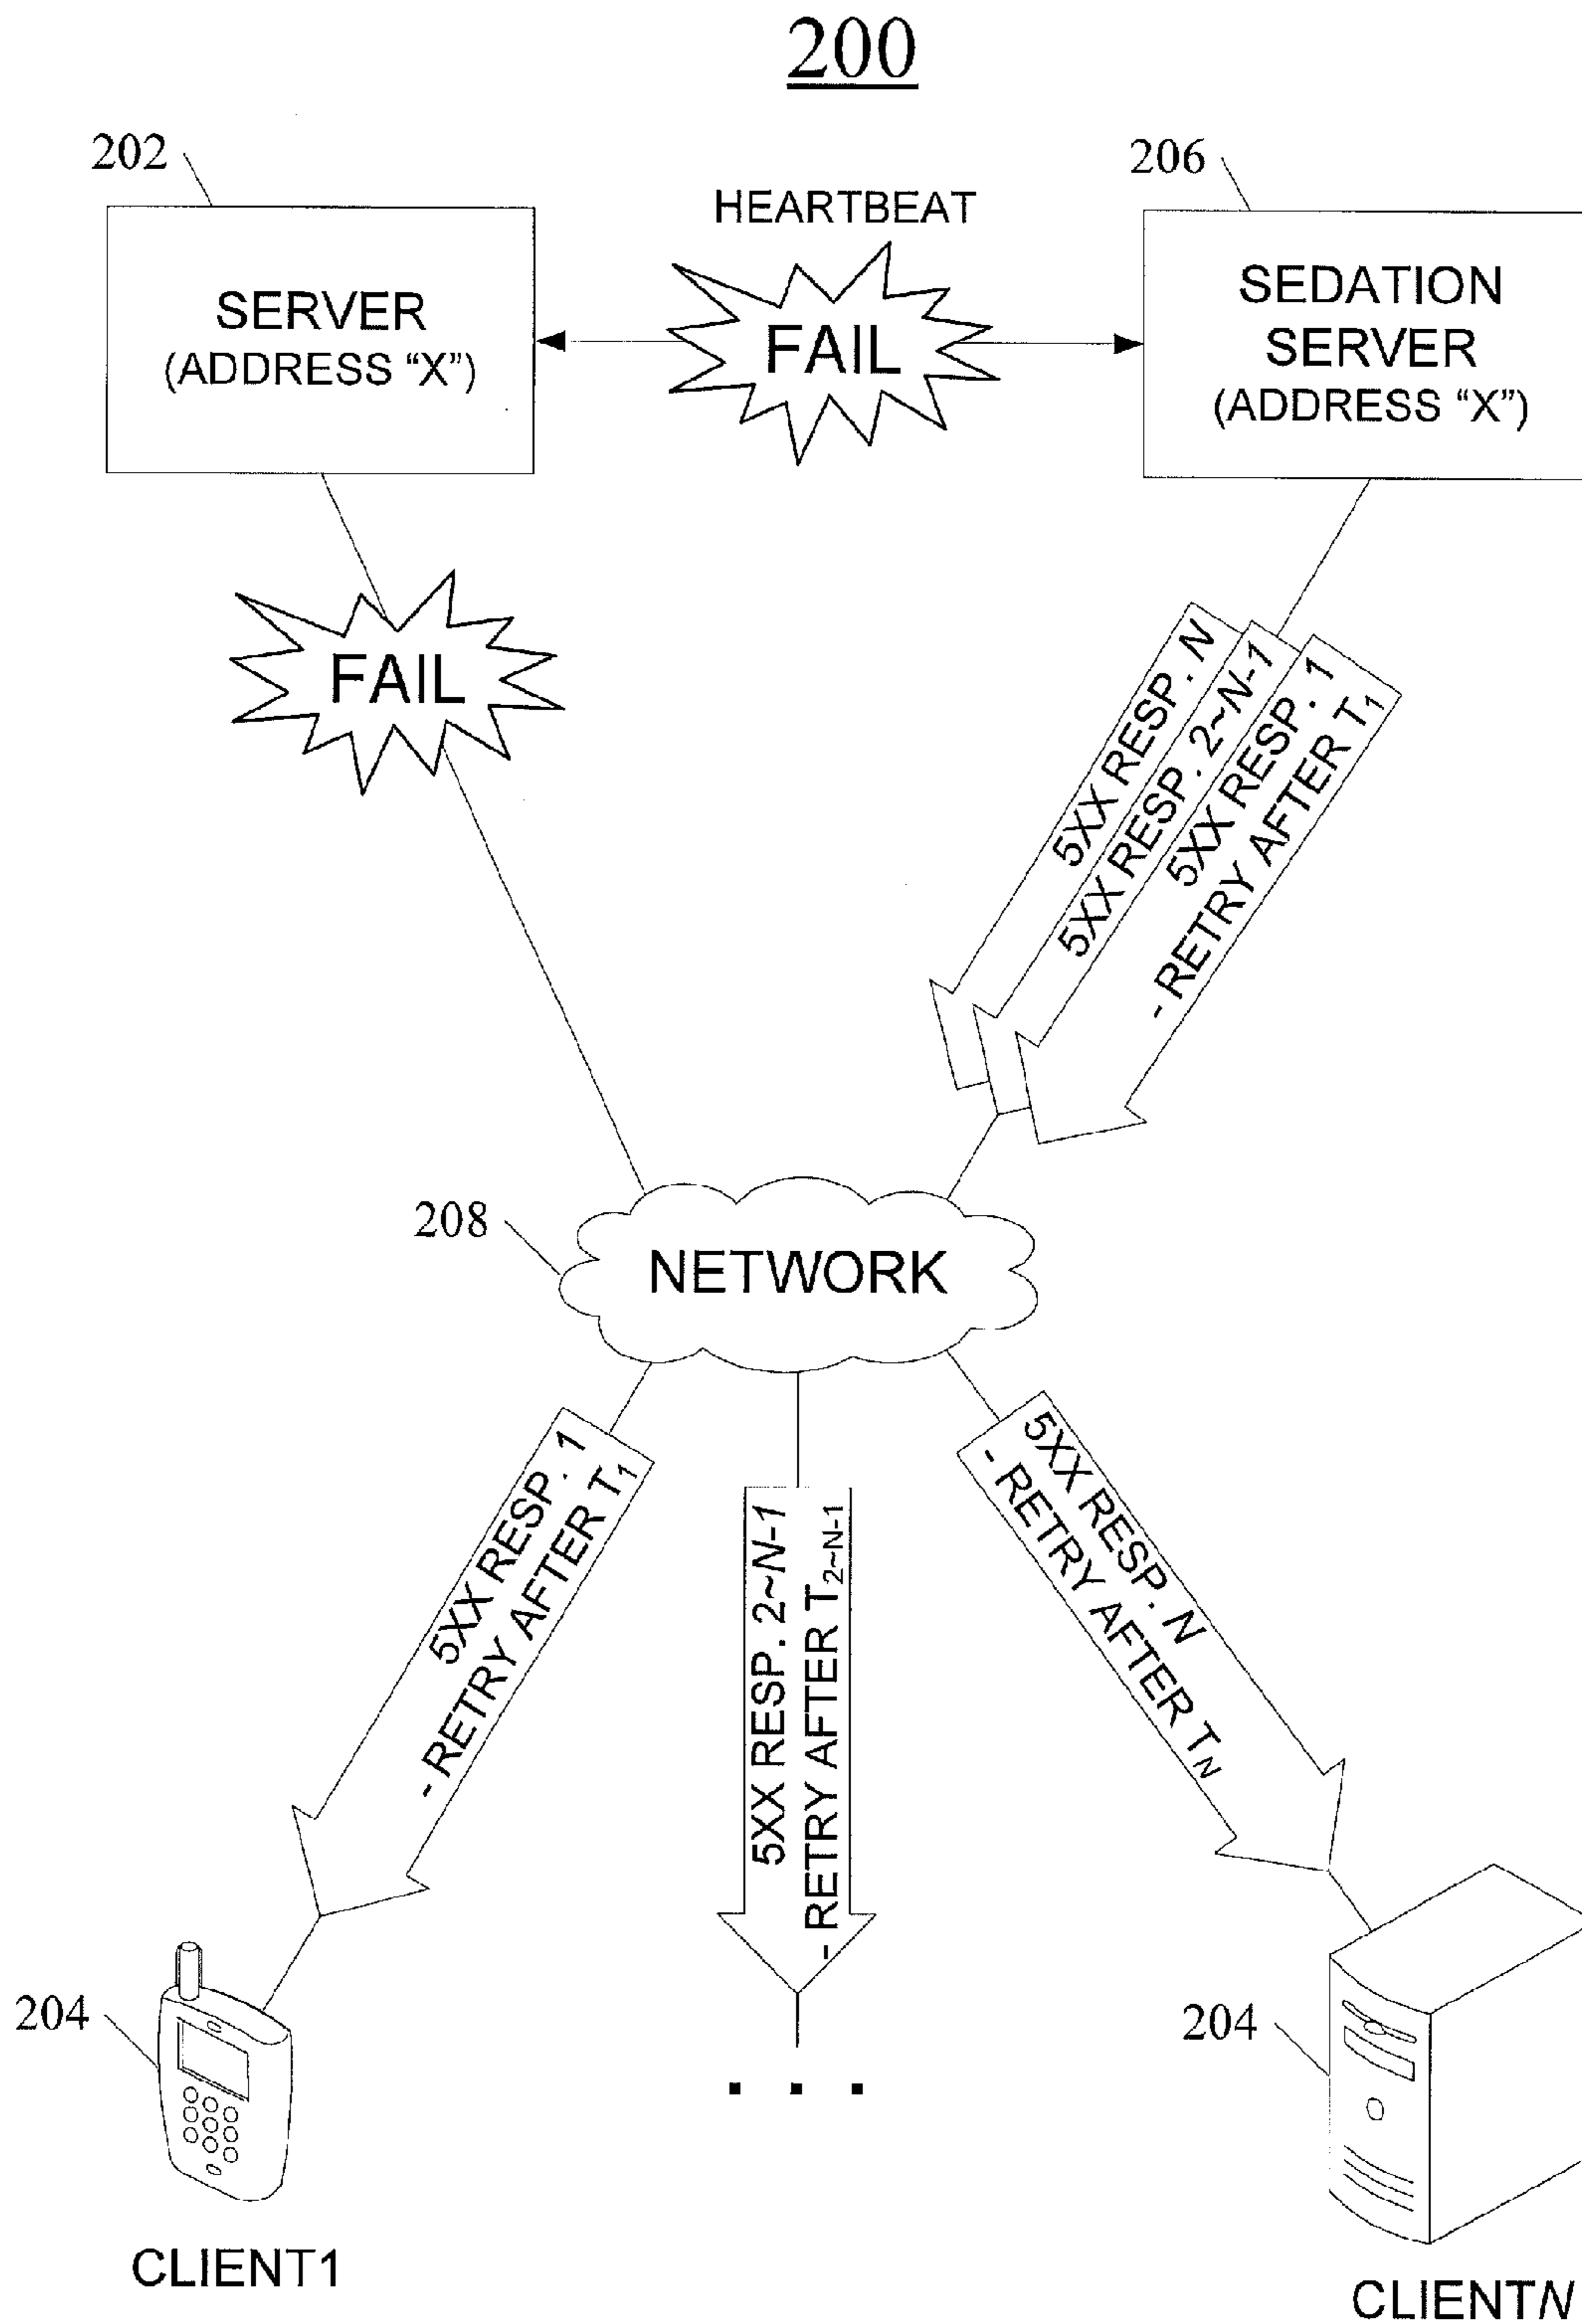 200
202
206
HEARTBEAT
SERVER
(ADDRESS “X”)
FAIL
SEDATION
SERVER
(ADDRESS “X”)
FAIL
5XX RESP. N
5XX RESP. 2~N-1
5XX RESP. 1
- RETRY AFTER T1
208
NETWORK
5XX RESP. 1
- RETRY AFTER T1
5XX RESP. 2~N-1
- RETRY AFTER T2~N-1
5XX RESP. N
- RETRY AFTER TN
204
204
. . .
CLIENT1
CLIENTN